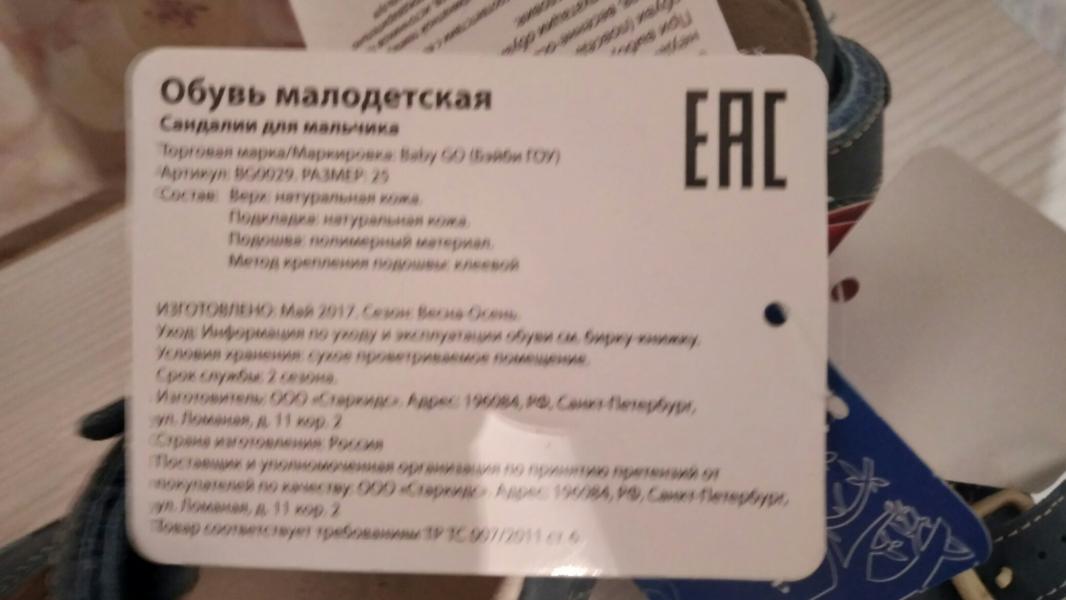 Обувь малодетская
Сандалии для мальчика
EAC
Торговая марка/Маркировка: Baby GO (Бэйби ГОУ)
Артикул: BG0029, РАЗМЕР: 25
Состав: Верх: натуральная кожа.
Подкладка: натуральная кожа.
Подошва: полимерный материал.
Метод крепления подошвы: клеевой
ИЗГОТОВЛЕНО: Май 2017. Сезон: Весна-Осень.
Уход: Информация по уходу и эксплуатации обуви см. бирку-книжку.
Условия хранения: сухое проветриваемое помещение.
Срок службы: 2 сезона.
Изготовитель: ООО «Старкидс». Адрес: 196084, РФ, Санкт-Петербург,
ул. Ломаная, д. 11 кор. 2
Страна изготовления: Россия
Поставщик и уполномоченная организация по принятию претензий от
покупателей по качеству: ООО «Старкидс». Адрес: 196084, РФ, Санкт-Петербург,
ул. Ломаная, д. 11 кор. 2
Товар соответствует требованиям ТР ТС 007/2011 ст. 6